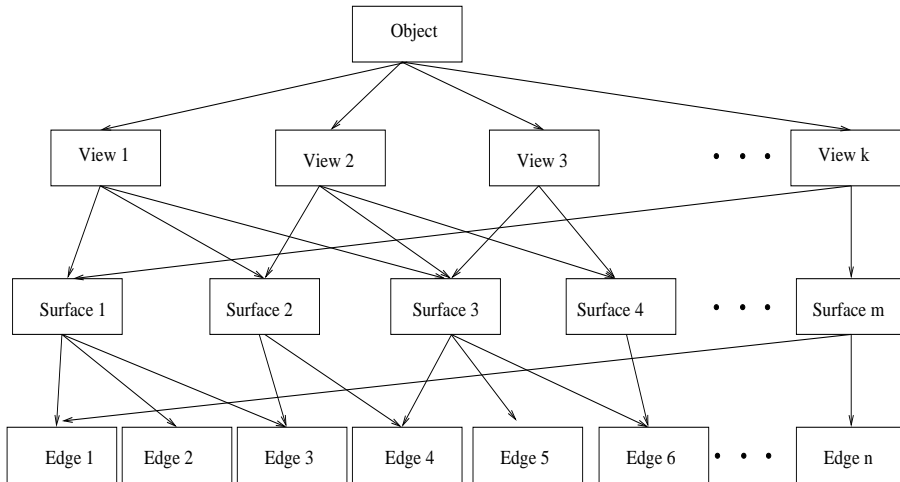 Object
View 1
View 2
View 3
View k
Surface 1
Surface 2
Surface 3
Surface 4
Surface m
Edge 1
Edge 2
Edge 3
Edge 4
Edge 5
Edge 6
Edge n